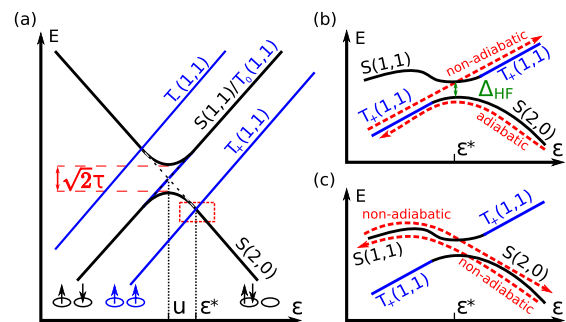 (a)
E
T₋(1,1)
S(1,1)/T₀(1,1)
T₊(1,1)
√2τ
S(2,0)
u
ε*
ε
(b)
E
S(1,1)
non-adiabatic
T₊(1,1)
T₊(1,1)
Δ_HF
S(2,0)
adiabatic
ε*
ε
(c)
E
non-adiabatic
T₊(1,1)
S(1,1)
non-adiabatic
T₊(1,1)
S(2,0)
ε*
ε